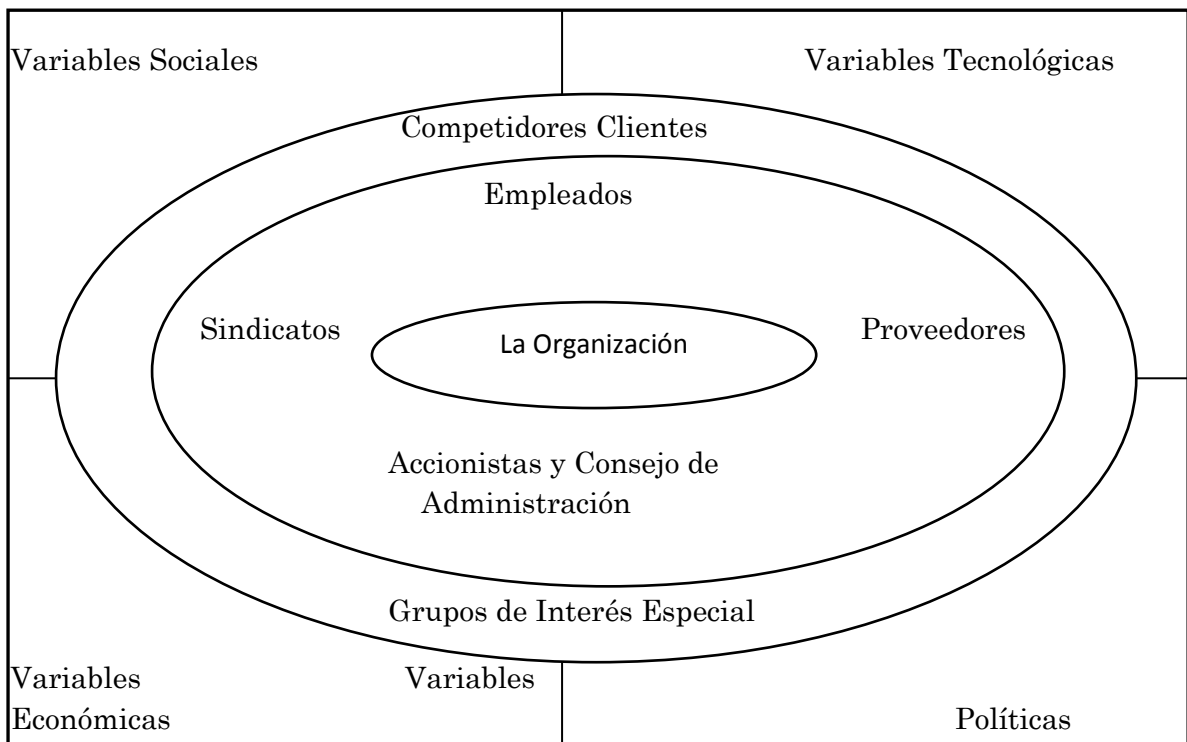 Variables Sociales
Variables Tecnológicas
Competidores Clientes
Empleados
Sindicatos
La Organización
Proveedores
Accionistas y Consejo de
Administración
Grupos de Interés Especial
Variables
Económicas
Variables
Políticas